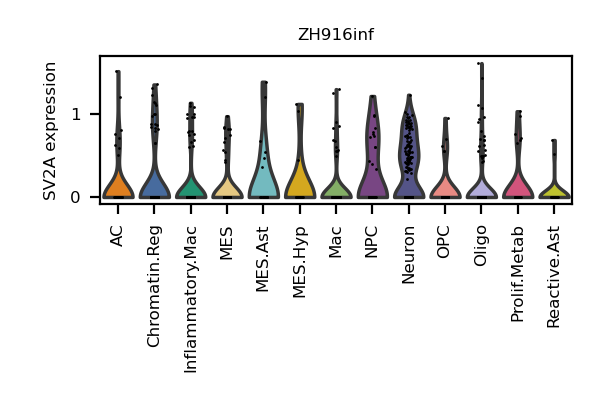 ZH916inf
SV2A expression
1
0
AC
Chromatin.Reg
Inflammatory.Mac
MES
MES.Ast
MES.Hyp
Mac
NPC
Neuron
OPC
Oligo
Prolif.Metab
Reactive.Ast